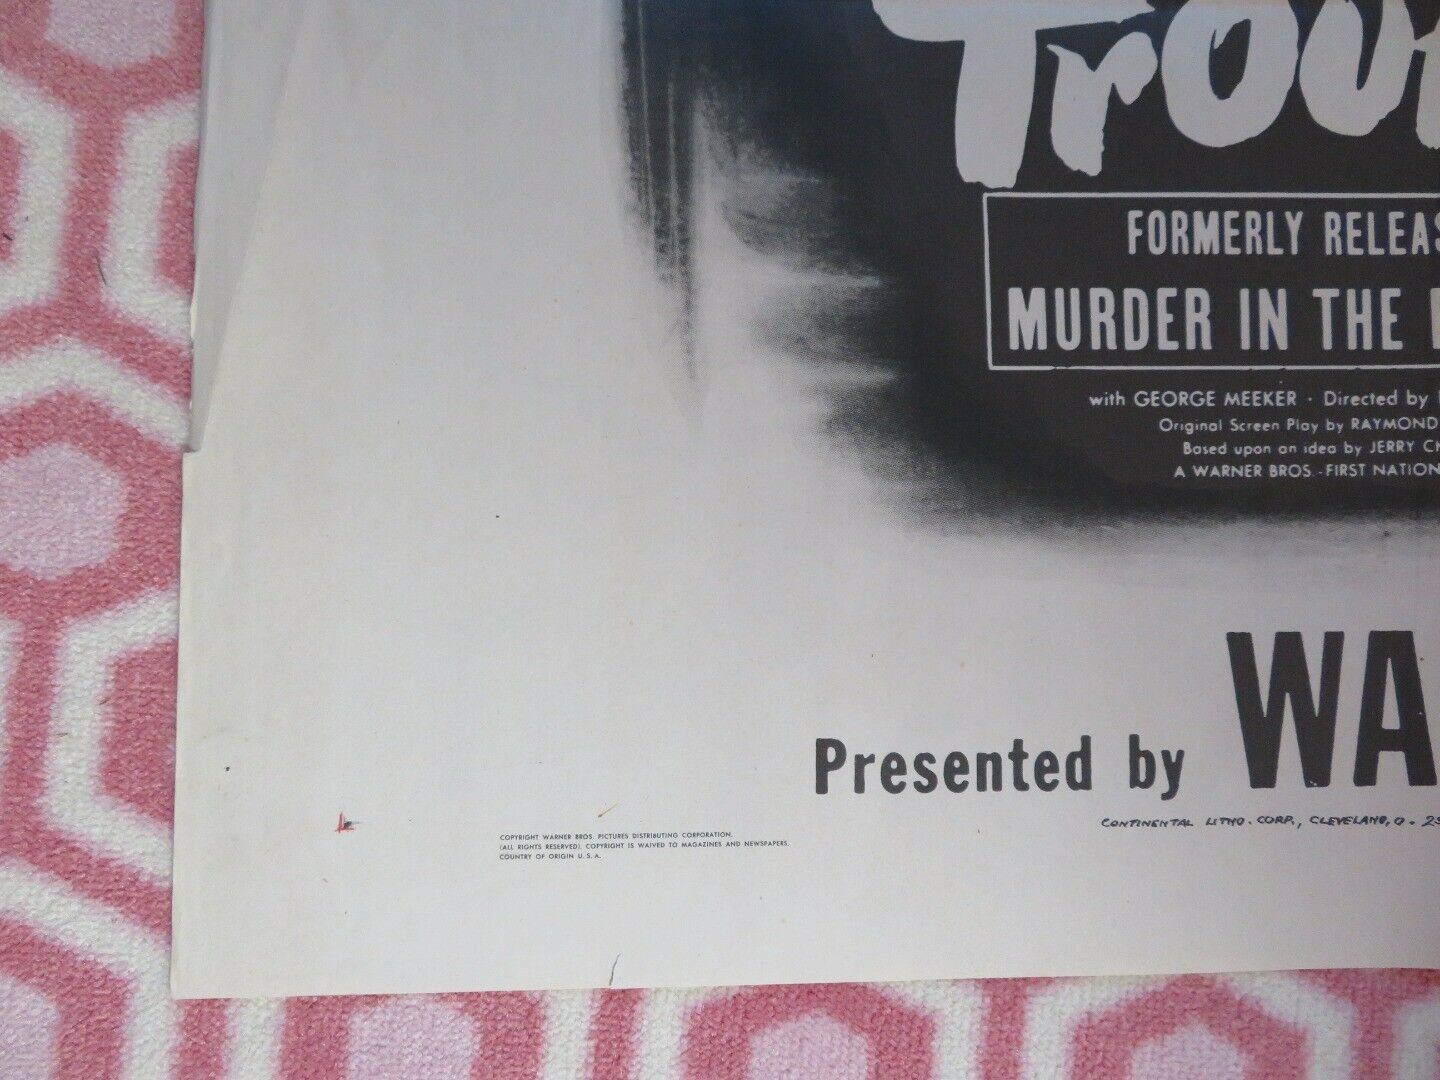 Trou
FORMERLY RELEAS
MURDER IN THE
with GEORGE MEEKER · Directed by
Original Screen Play by RAYMOND
Based upon an idea by JERRY CH
A WARNER BROS.-FIRST NATION
Presented by WA
CONTINENTAL LITHO. CORP., CLEVELAND, O. - 2
COPYRIGHT WARNER BROS. PICTURES DISTRIBUTING CORPORATION.
(ALL RIGHTS RESERVED). COPYRIGHT IS WAIVED TO MAGAZINES AND NEWSPAPERS.
COUNTRY OF ORIGIN U.S.A.